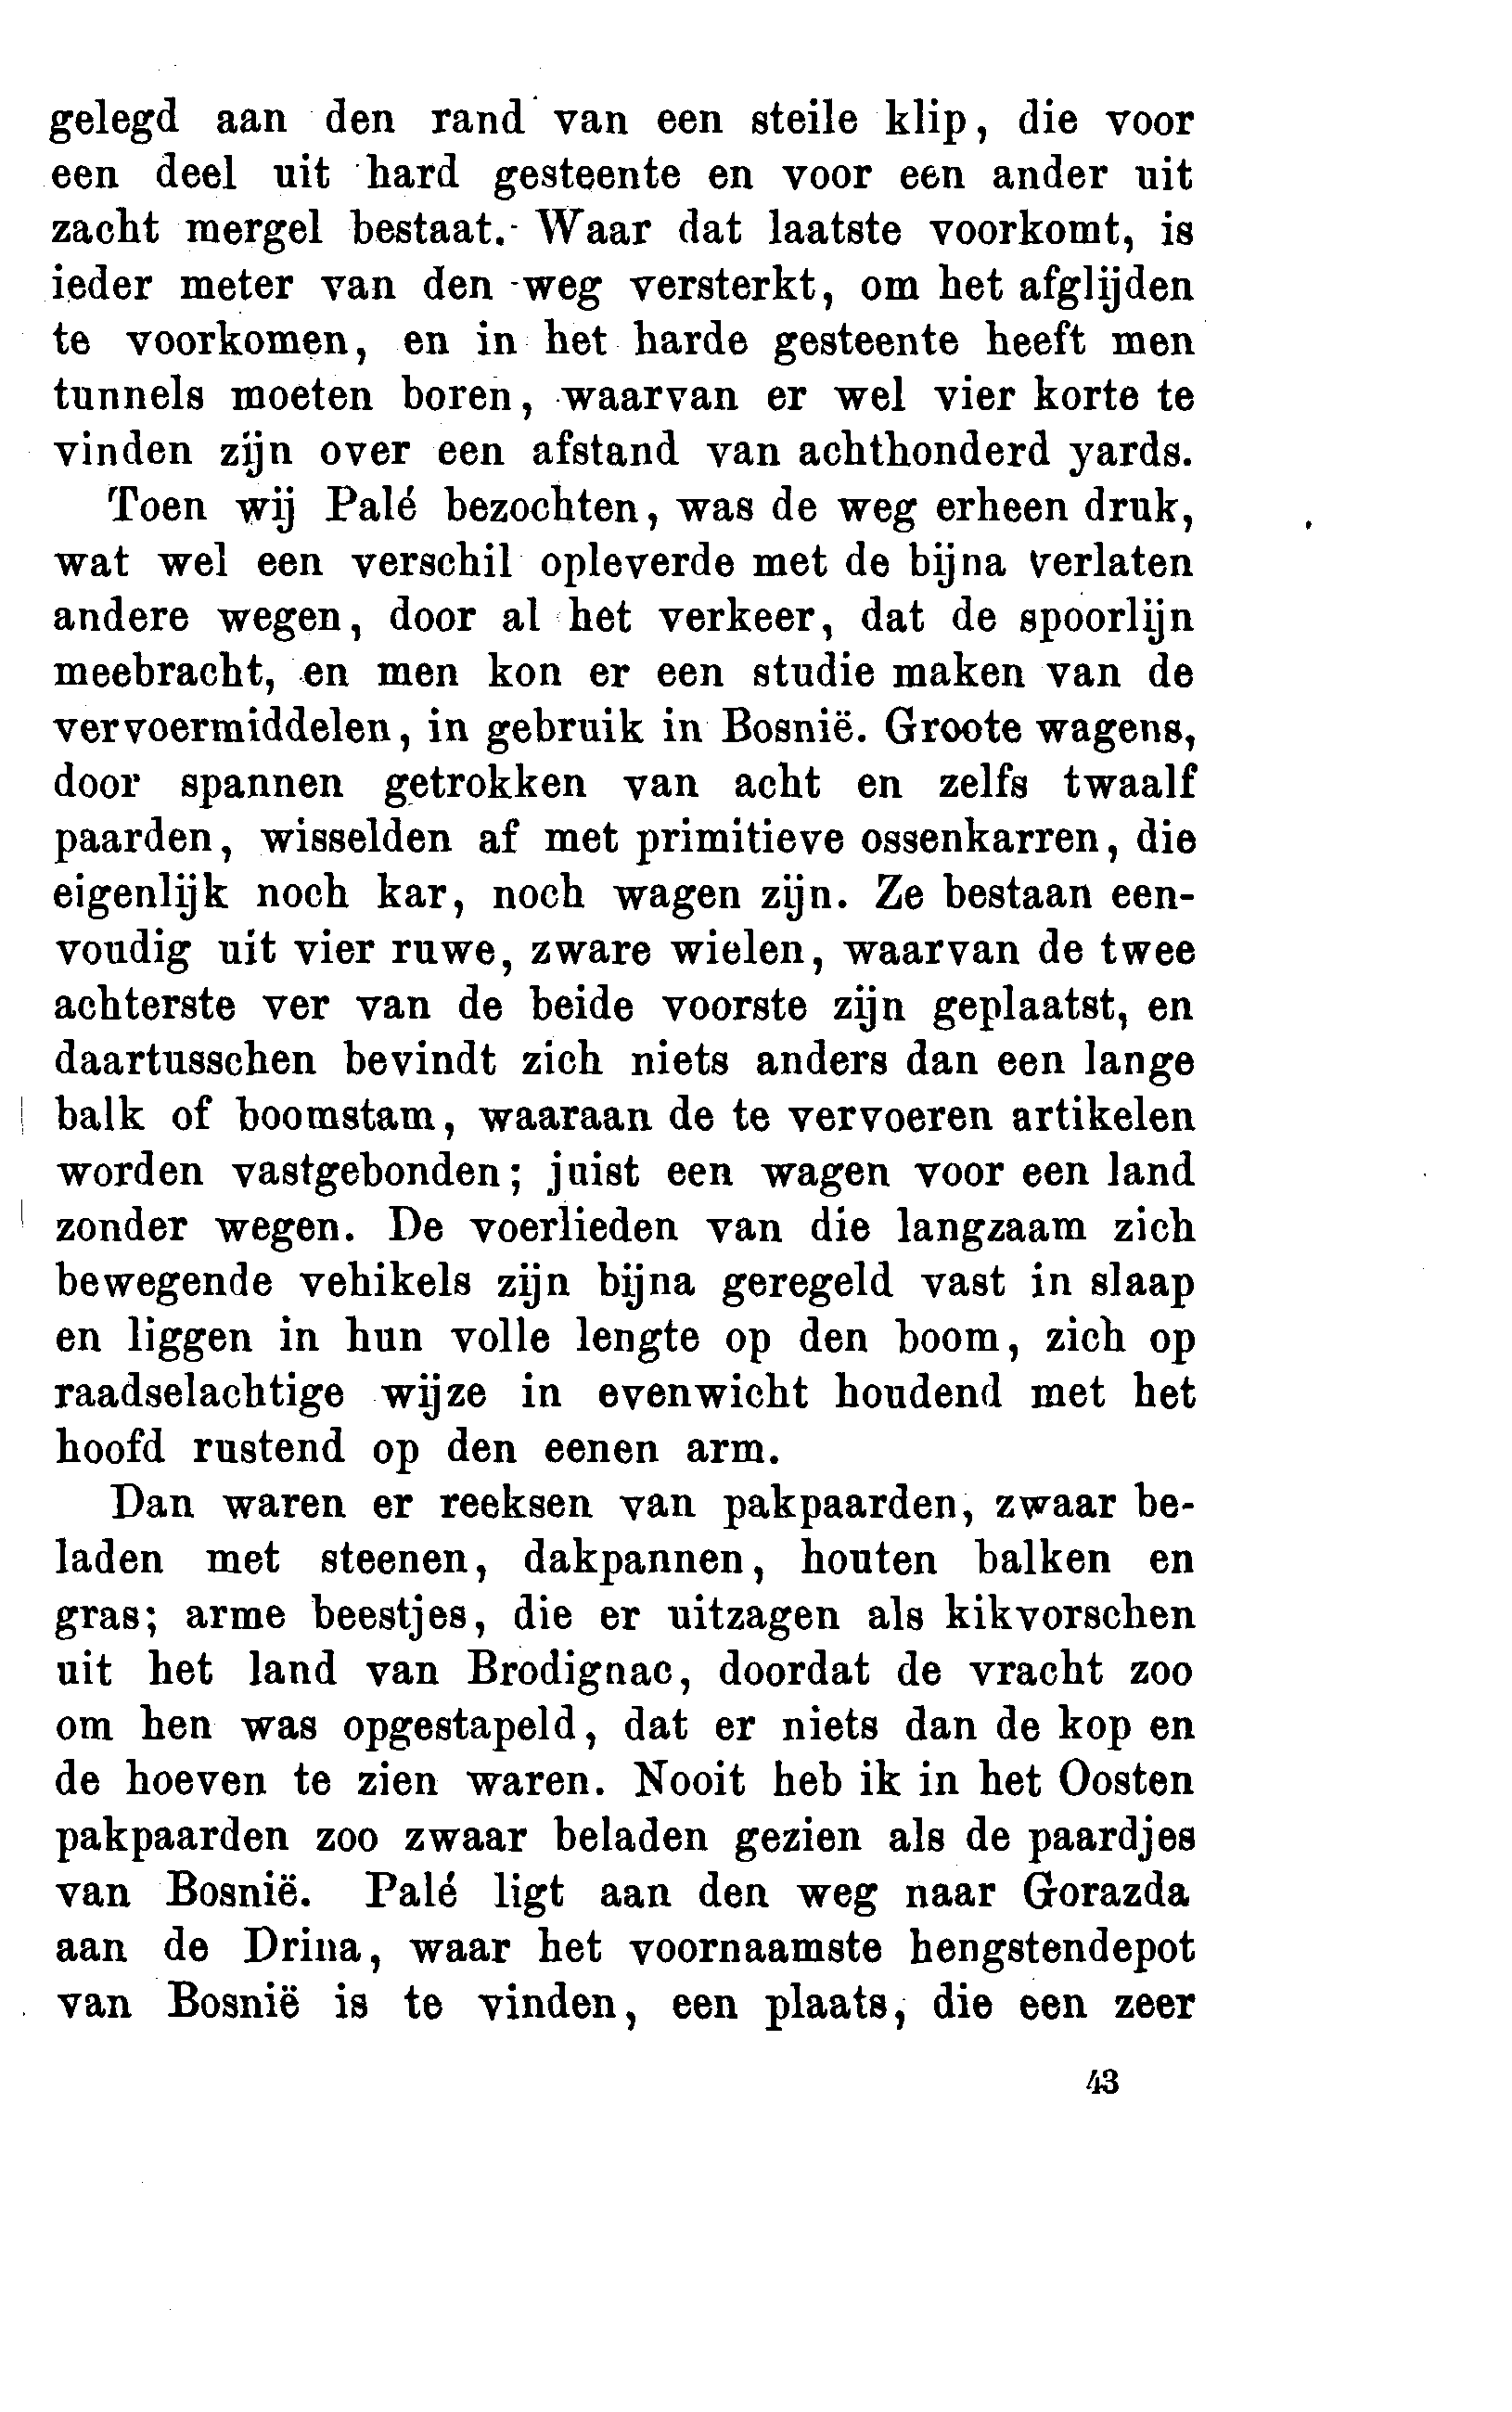 gelegd aan den rand van een steile klip, die voor
een deel uit hard gesteente en voor een ander uit
zacht mergel bestaat. Waar dat laatste voorkomt, is
ieder meter van den weg versterkt, om het afglijden
te voorkomen, en in het harde gesteente heeft men
tunnels moeten boren, waarvan er wel vier korte te
vinden zijn over een afstand van achthonderd yards.
Toen wij Palé bezochten, was de weg erheen druk,
wat wel een verschil opleverde met de bijna verlaten
andere wegen, door al het verkeer, dat de spoorlijn
meebracht, en men kon er een studie maken van de
vervoermiddelen, in gebruik in Bosnië. Groote wagens,
door spannen getrokken van acht en zelfs twaalf
paarden, wisselden af met primitieve ossenkarren, die
eigenlijk noch kar, noch wagen zijn. Ze bestaan een-
voudig uit vier ruwe, zware wielen, waarvan de twee
achterste ver van de beide voorste zijn geplaatst, en
daartusschen bevindt zich niets anders dan een lange
balk of boomstam, waaraan de te vervoeren artikelen
worden vastgebonden; juist een wagen voor een land
zonder wegen. De voerlieden van die langzaam zich
bewegende vehikels zijn bijna geregeld vast in slaap
en liggen in hun volle lengte op den boom, zich op
raadselachtige wijze in evenwicht houdend met het
hoofd rustend op den eenen arm.
Dan waren er reeksen van pakpaarden, zwaar be-
laden met steenen, dakpannen, houten balken en
gras; arme beestjes, die er uitzagen als kikvorschen
uit het land van Brodignac, doordat de vracht zoo
om hen was opgestapeld, dat er niets dan de kop en
de hoeven te zien waren. Nooit heb ik in het Oosten
pakpaarden zoo zwaar beladen gezien als de paardjes
van Bosnië. Palé ligt aan den weg naar Gorazda
aan de Drina, waar het voornaamste hengstendepot
van Bosnië is te vinden, een plaats, die een zeer
43